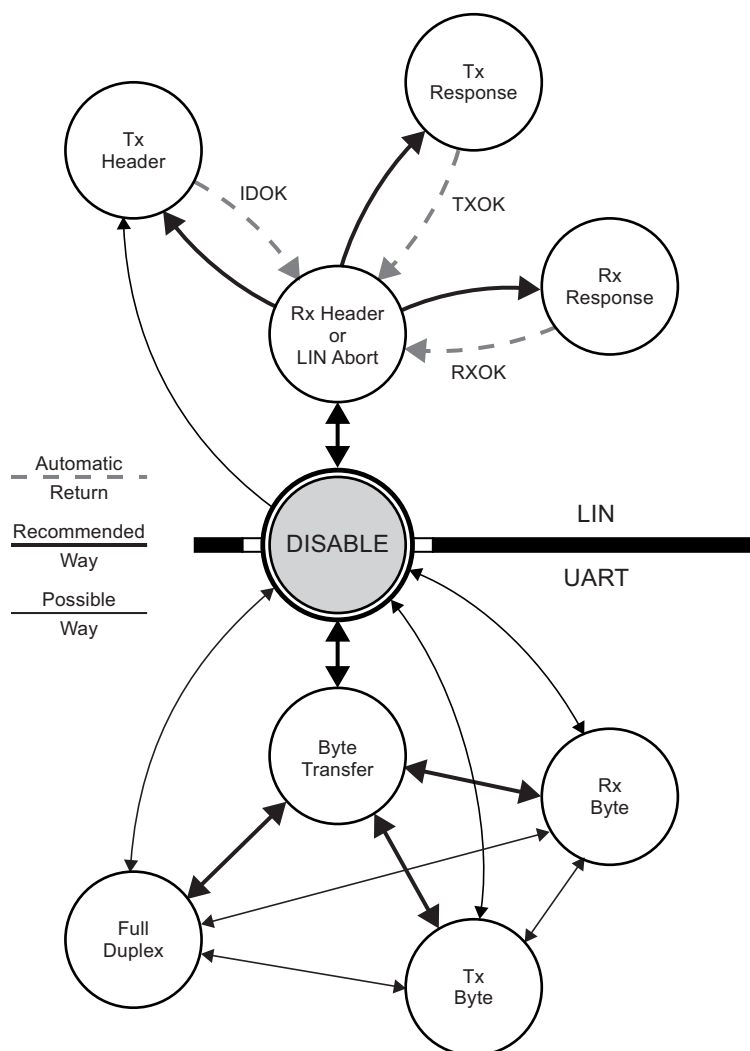 Tx
Response
Tx
Header
IDOK
TXOK
Rx
Response
Rx Header
or
LIN Abort
RXOK
Automatic
Return
Recommended
Way
Possible
Way
DISABLE
LIN
UART
Byte
Transfer
Rx
Byte
Full
Duplex
Tx
Byte